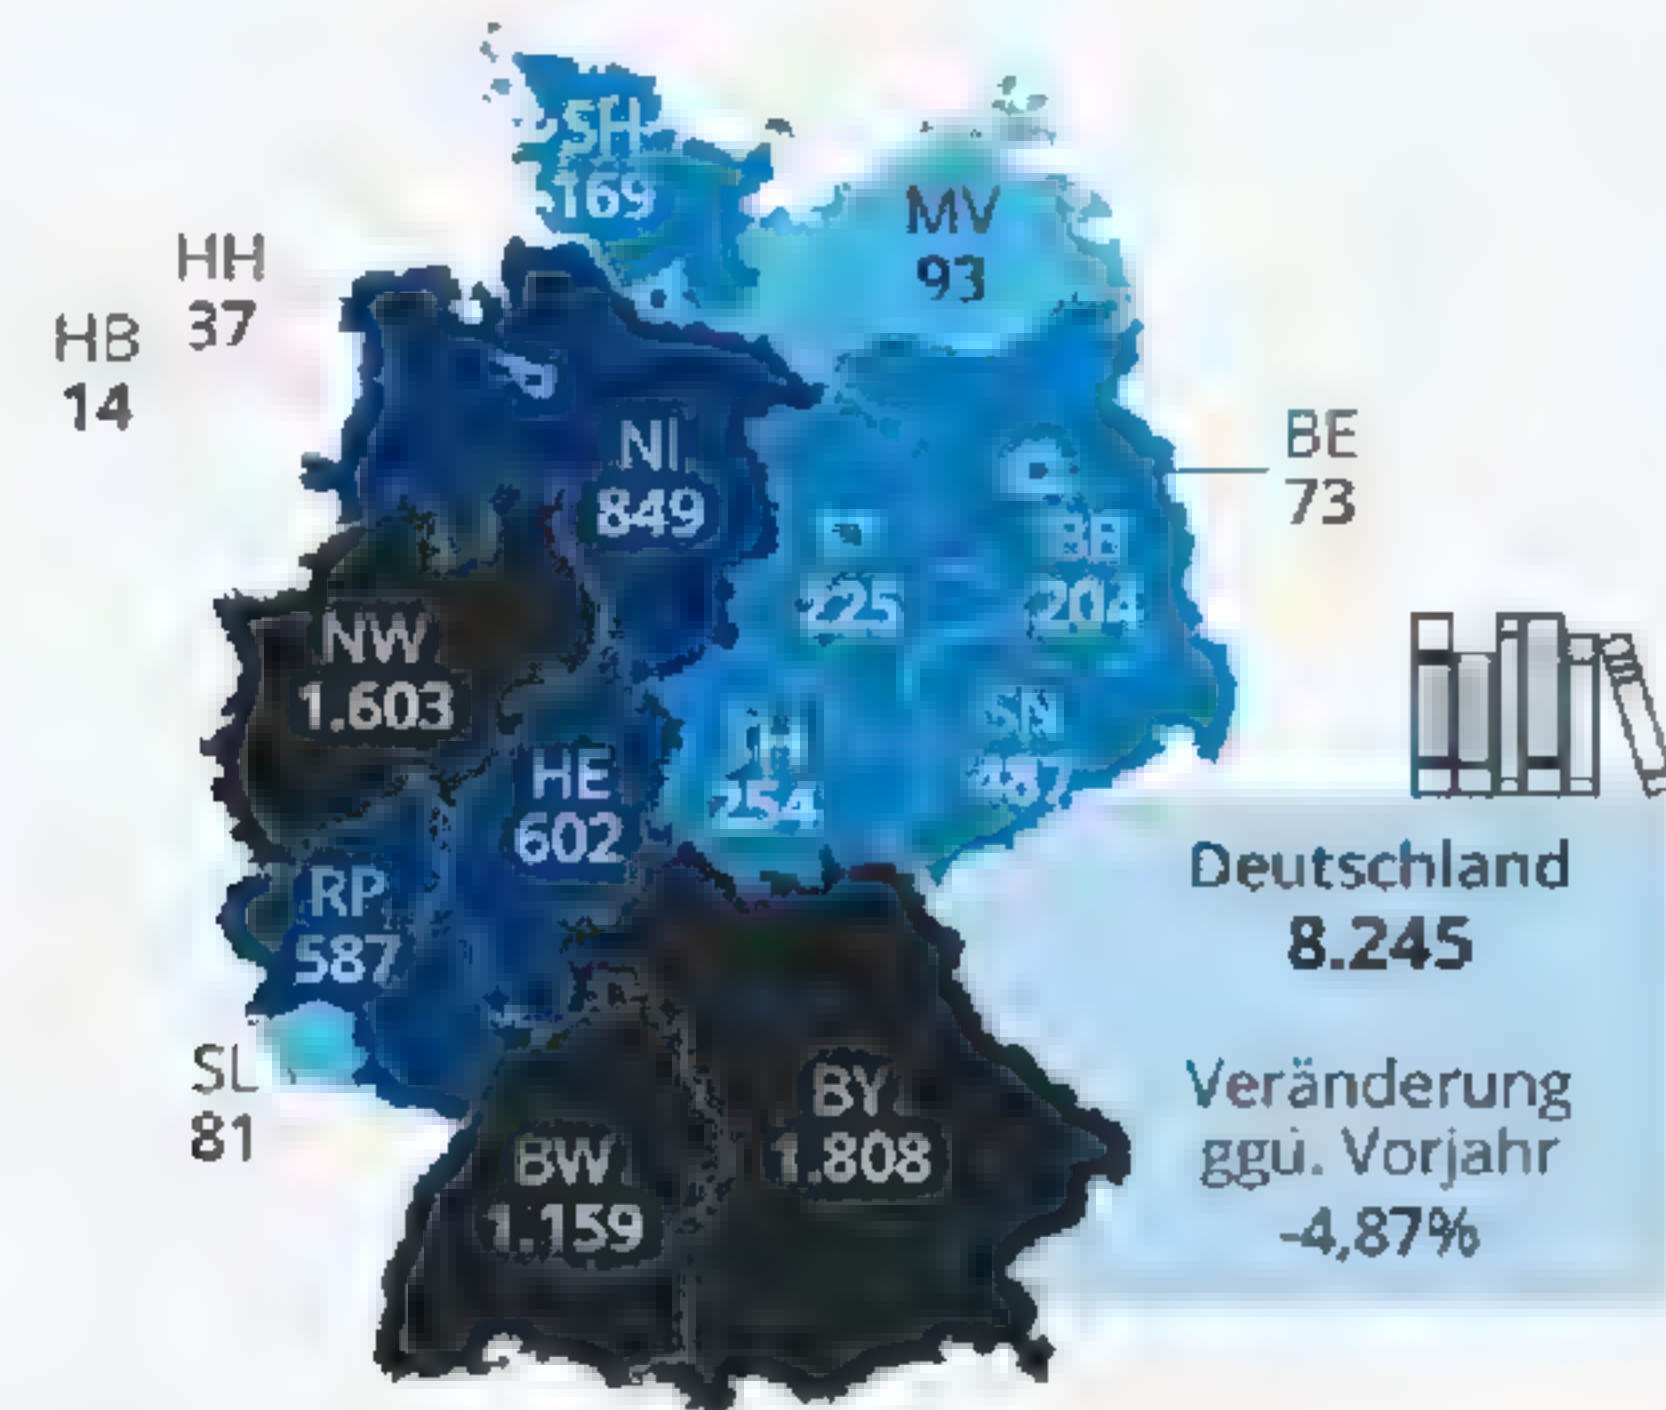 SH
169
MV
93
HH
37
HB
14
NI
849
BE
73
225
BB
204
NW
1.603
TH
254
SN
487
HE
602
RP
587
SL
81
BY
1.808
BW
1.159
Deutschland
8.245
Veränderung
ggü. Vorjahr
-4,87%